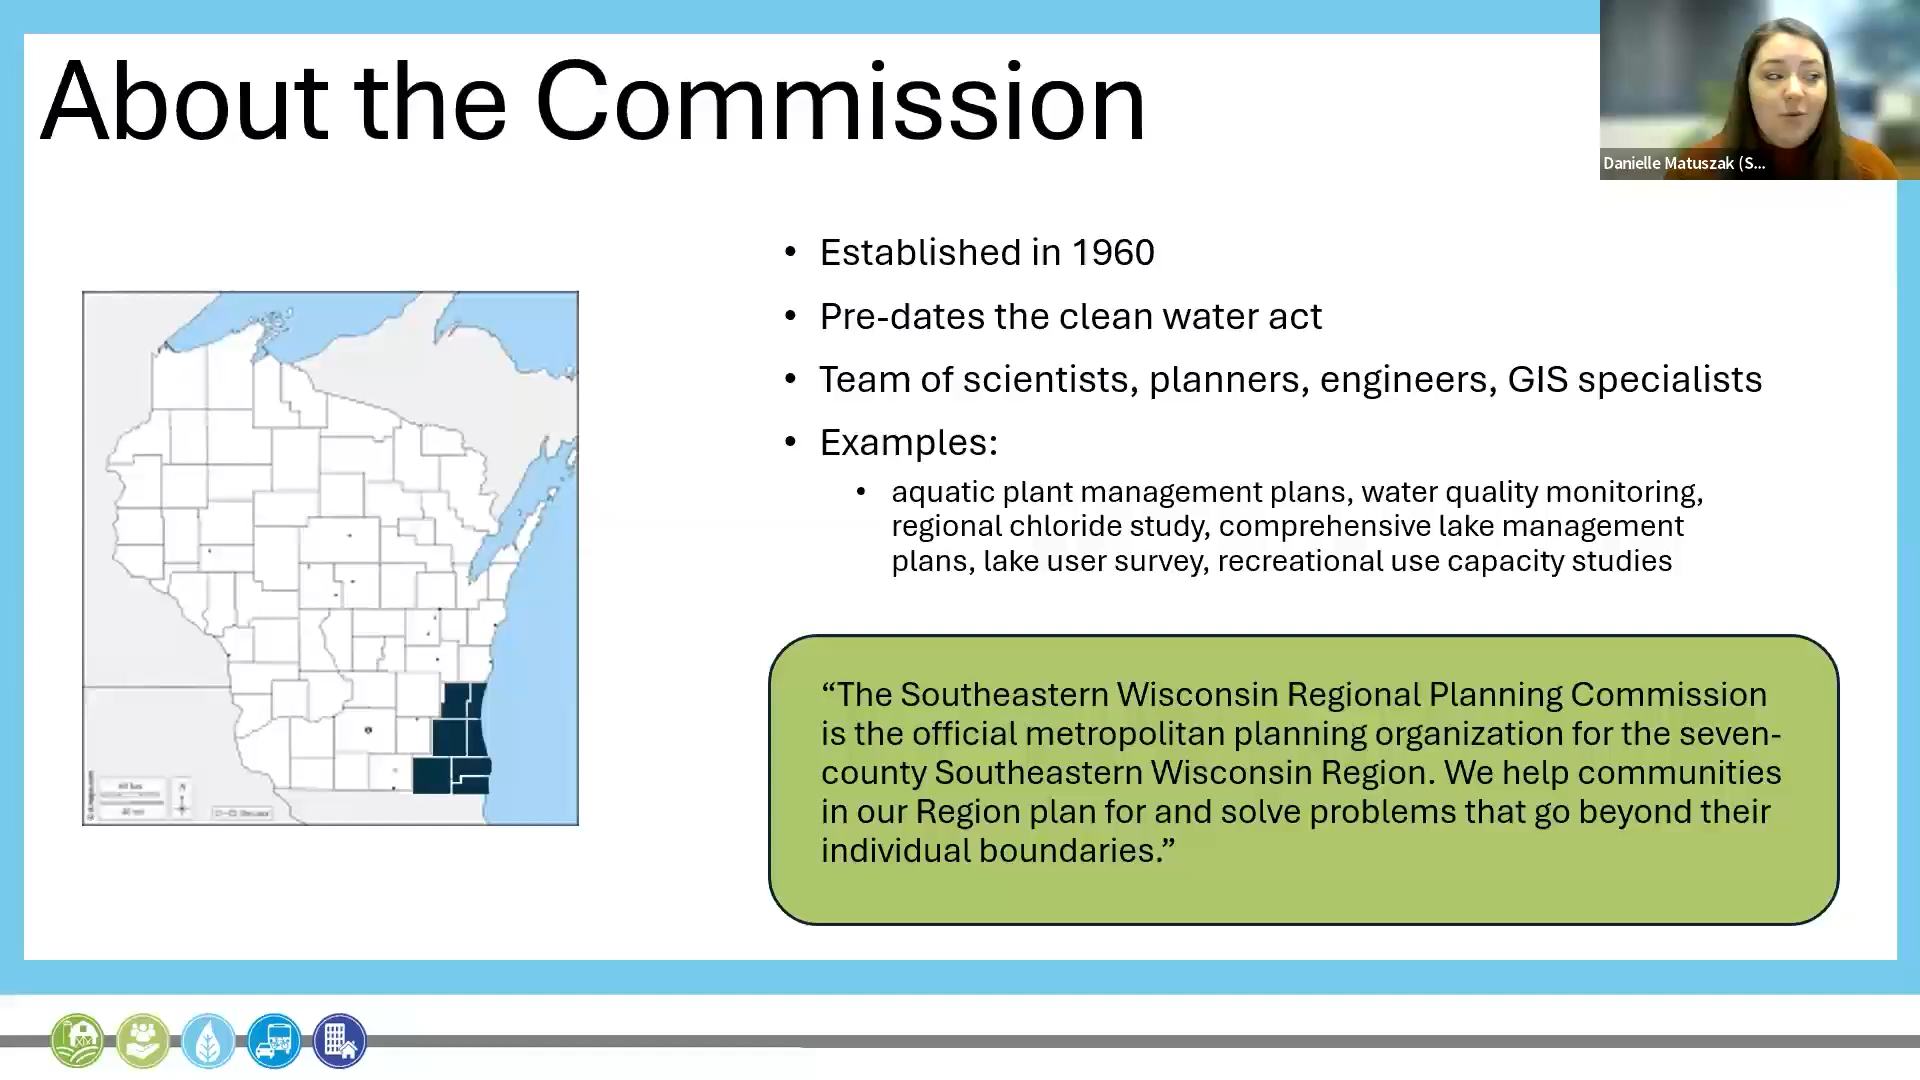 About the Commission
Danielle Matuszak (S...
• Established in 1960
• Pre-dates the clean water act
• Team of scientists, planners, engineers, GIS specialists
• Examples:
• aquatic plant management plans, water quality monitoring,
regional chloride study, comprehensive lake management
plans, lake user survey, recreational use capacity studies
“The Southeastern Wisconsin Regional Planning Commission
is the official metropolitan planning organization for the seven-
county Southeastern Wisconsin Region. We help communities
in our Region plan for and solve problems that go beyond their
individual boundaries.”